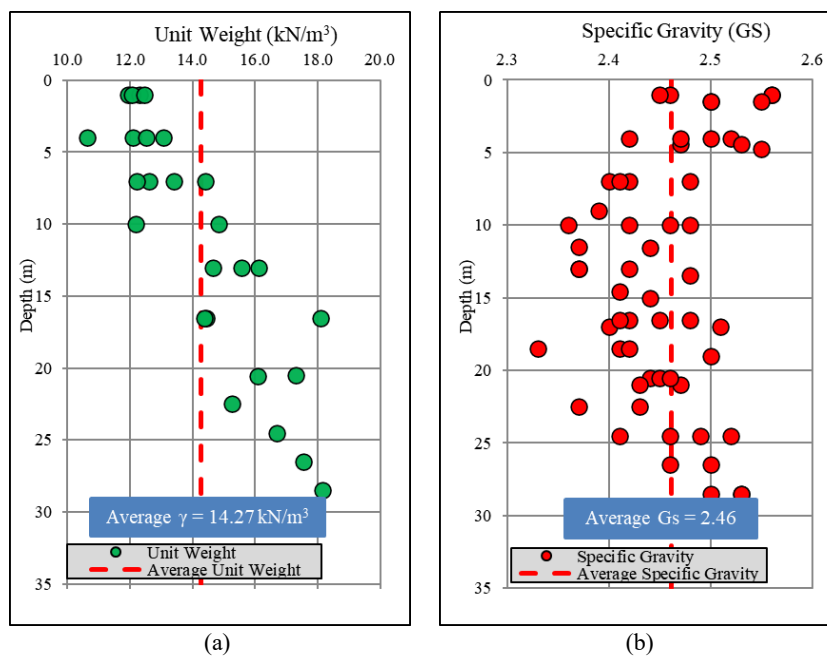 Unit Weight (kN/m³)
10.0 12.0 14.0 16.0 18.0 20.0
0
5
10
15
20
25
30
35
Depth (m)
Average γ = 14.27 kN/m³
Unit Weight
Average Unit Weight
(a)
Specific Gravity (GS)
2.3 2.4 2.5 2.6
0
5
10
15
20
25
30
35
Depth (m)
Average Gs = 2.46
Specific Gravity
Average Specific Gravity
(b)